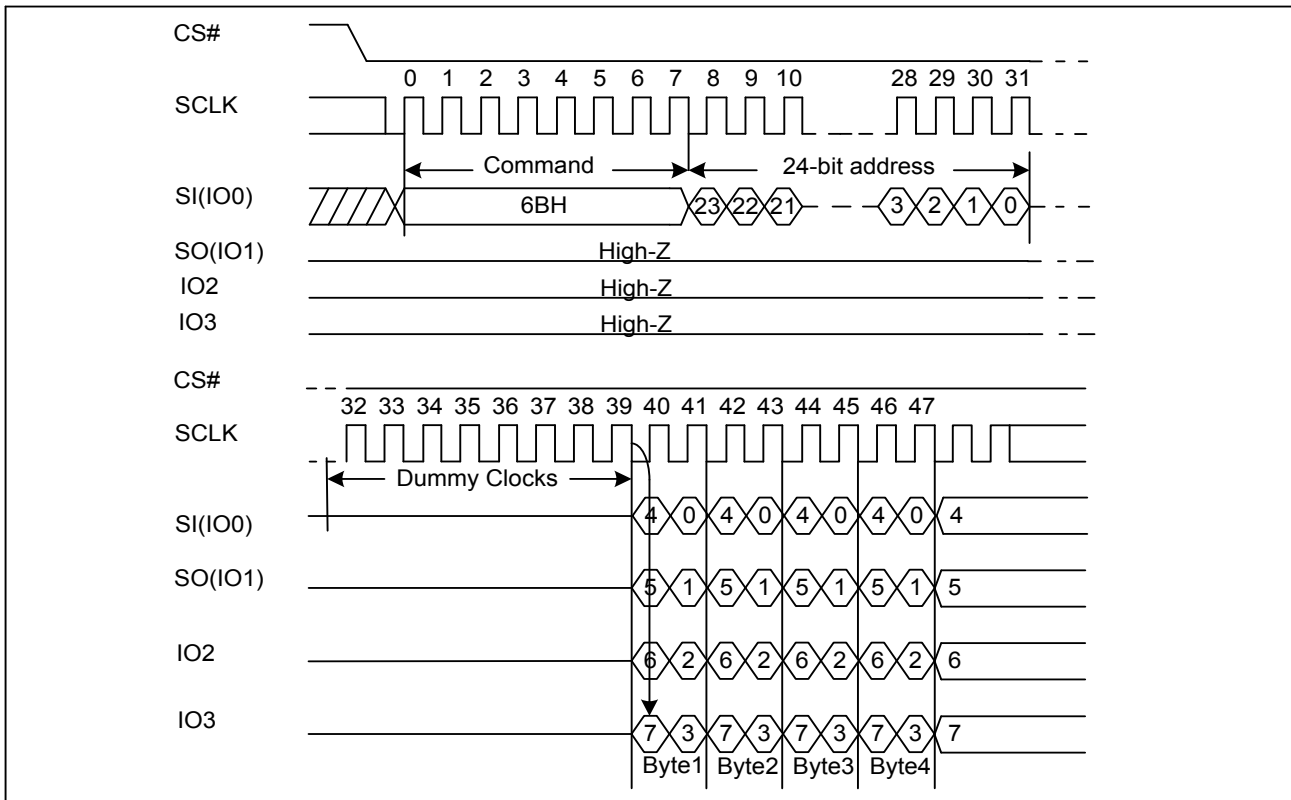 CS#
0 1 2 3 4 5 6 7 8 9 10 28 29 30 31
SCLK
Command 24-bit address
SI(IO0) 6BH 23 22 21 3 2 1 0
SO(IO1) High-Z
IO2 High-Z
IO3 High-Z
CS#
32 33 34 35 36 37 38 39 40 41 42 43 44 45 46 47
SCLK
Dummy Clocks
SI(IO0) 4 0 4 0 4 0 4 0 4
SO(IO1) 5 1 5 1 5 1 5 1 5
IO2 6 2 6 2 6 2 6 2 6
IO3 7 3 7 3 7 3 7 3 7
Byte1 Byte2 Byte3 Byte4